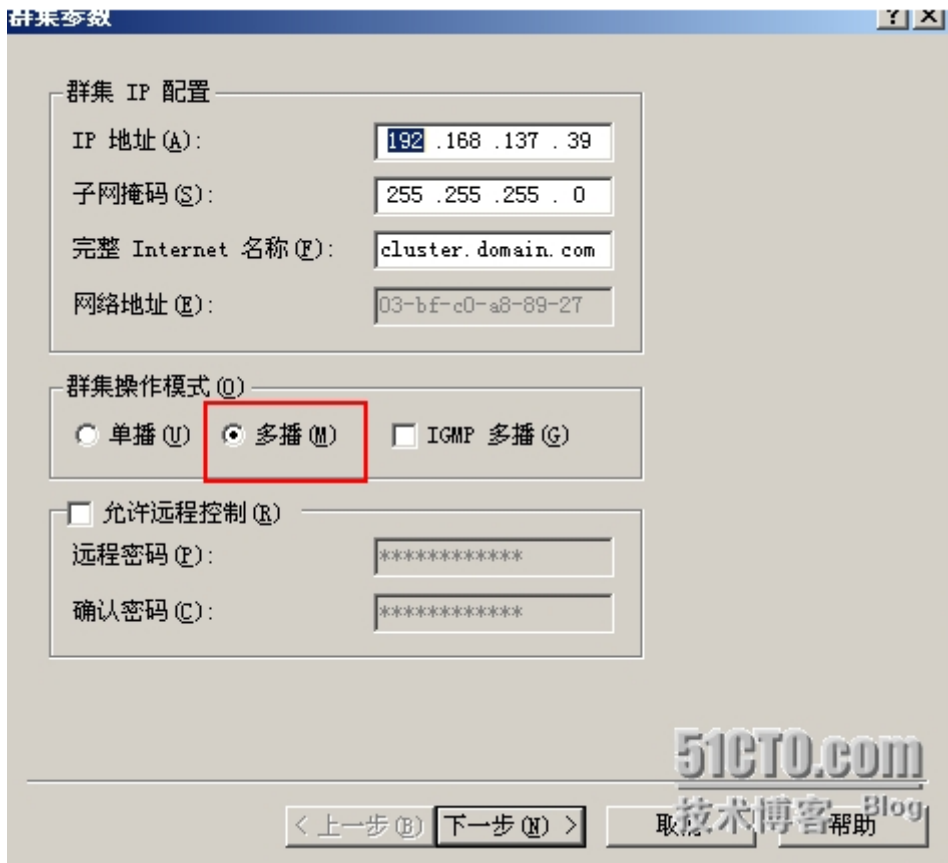 群集参数
群集 IP 配置
IP 地址(A):
192 .168 .137 . 39
子网掩码(S):
255 .255 .255 . 0
完整 Internet 名称(F):
cluster.domain.com
网络地址(E):
03-bf-c0-a8-89-27
群集操作模式(O)
单播(U) 多播(M) IGMP 多播(G)
允许远程控制(R)
远程密码(P):
************
确认密码(C):
************
51CTO.com
技术博客 Blog
< 上一步(B) 下一步(N) > 取消 帮助